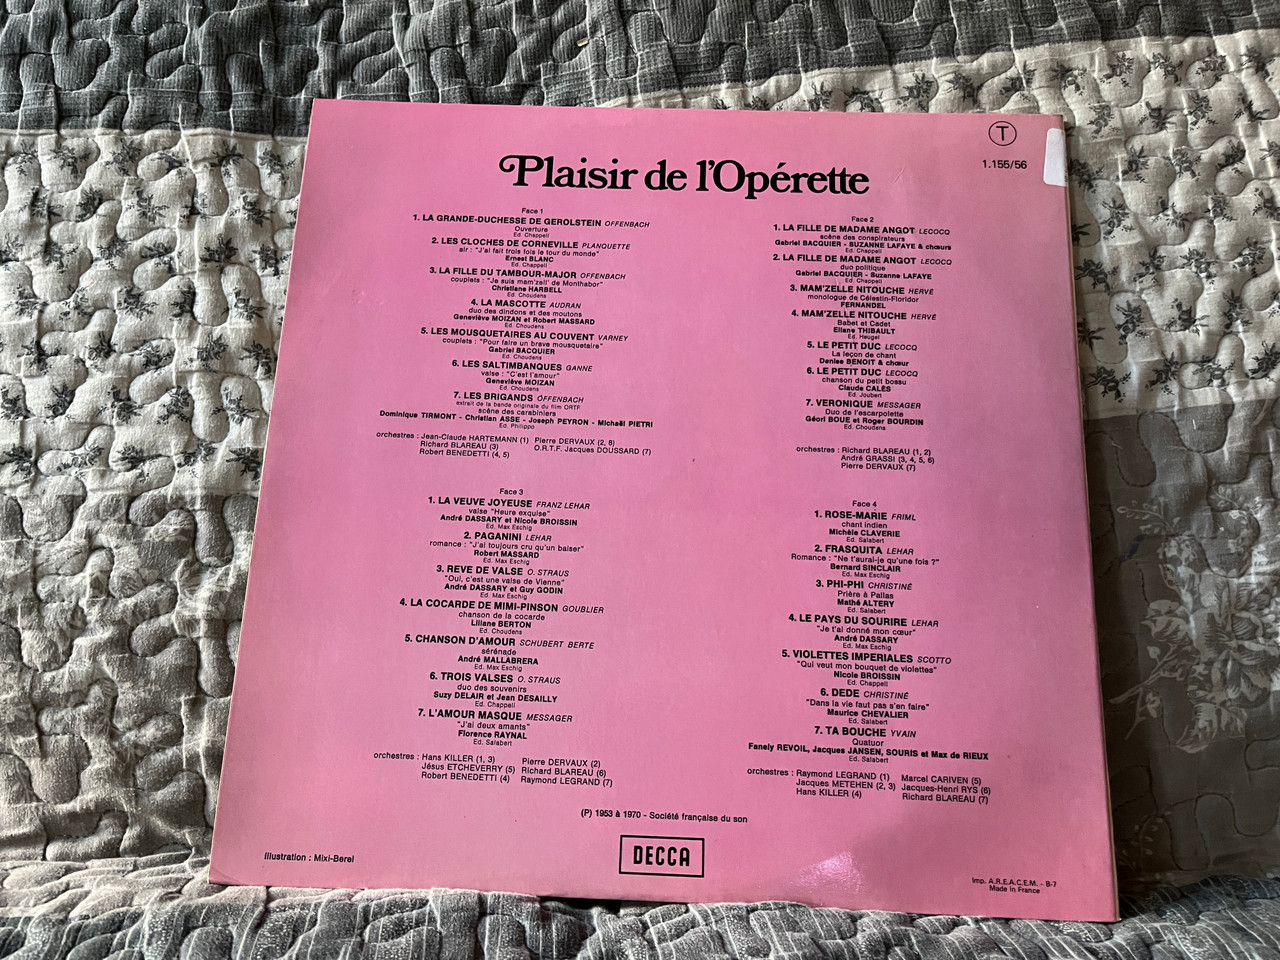 T
1.155/56
Plaisir de l'Opérette
Face 1
1. LA GRANDE-DUCHESSE DE GEROLSTEIN OFFENBACH
Ouverture
Ed. Chappell
2. LES CLOCHES DE CORNEVILLE PLANQUETTE
air : "J'ai fait trois fois le tour du monde"
Ernest BLANC
Ed. Chappell
3. LA FILLE DU TAMBOUR-MAJOR OFFENBACH
couplets : "Je suis mam'zell' de Monthabor"
Christiane HARBELL
Ed. Choudens
4. LA MASCOTTE AUDRAN
duo des dindons et des moutons
Geneviève MOIZAN et Robert MASSARD
Ed. Choudens
5. LES MOUSQUETAIRES AU COUVENT VARNEY
couplets : "Pour faire un brave mousquetaire"
Gabriel BACQUIER
Ed. Choudens
6. LES SALTIMBANQUES GANNE
valse : "C'est l'amour"
Geneviève MOIZAN
Ed. Choudens
7. LES BRIGANDS OFFENBACH
extrait de la bande originale du film ORTF
scène des carabiniers
Dominique TIRMONT - Christian ASSE - Joseph PEYRON - Michaël PIETRI
Ed. Philippo
orchestres : Jean-Claude HARTEMANN (1) Pierre DERVAUX (2, 6)
Richard BLAREAU (3) O.R.T.F. Jacques DOUSSARD (7)
Robert BENEDETTI (4, 5)
Face 2
1. LA FILLE DE MADAME ANGOT LECOCQ
scène des conspirateurs
Gabriel BACQUIER - SUZANNE LAFAYE & chœurs
Ed. Chappell
2. LA FILLE DE MADAME ANGOT LECOCQ
duo politique
Gabriel BACQUIER - Suzanne LAFAYE
Ed. Chappell
3. MAM'ZELLE NITOUCHE HERVÉ
monologue de Célestin-Floridor
FERNANDEL
4. MAM'ZELLE NITOUCHE HERVÉ
Babet et Cadet
Eliane THIBAULT
Ed. Heugel
5. LE PETIT DUC LECOCQ
La leçon de chant
Denise BENOIT & chœur
6. LE PETIT DUC LECOCQ
chanson du petit bossu
Claude CALÈS
Ed. Joubert
7. VERONIQUE MESSAGER
Duo de l'escarpolette
Géori BOUE et Roger BOURDIN
Ed. Choudens
orchestres : Richard BLAREAU (1, 2)
André GRASSI (3, 4, 5, 6)
Pierre DERVAUX (7)
Face 3
1. LA VEUVE JOYEUSE FRANZ LEHAR
valse "Heure exquise"
André DASSARY et Nicole BROISSIN
Ed. Max Eschig
2. PAGANINI LEHAR
romance : "J'ai toujours cru qu'un baiser"
Robert MASSARD
Ed. Max Eschig
3. REVE DE VALSE O. STRAUS
"Oui, c'est une valse de Vienne"
André DASSARY et Guy GODIN
Ed. Max Eschig
4. LA COCARDE DE MIMI-PINSON GOUBLIER
chanson de la cocarde
Liliane BERTON
Ed. Choudens
5. CHANSON D'AMOUR SCHUBERT BERTE
sérénade
André MALLABRERA
Ed. Max Eschig
6. TROIS VALSES O. STRAUS
duo des souvenirs
Suzy DELAIR et Jean DESAILLY
Ed. Chappell
7. L'AMOUR MASQUE MESSAGER
"J'ai deux amants"
Florence RAYNAL
Ed. Salabert
orchestres : Hans KILLER (1, 3) Pierre DERVAUX (2)
Jésus ETCHEVERRY (5) Richard BLAREAU (6)
Robert BENEDETTI (4) Raymond LEGRAND (7)
Face 4
1. ROSE-MARIE FRIML
chant indien
Michèle CLAVERIE
Ed. Salabert
2. FRASQUITA LEHAR
Romance : "Ne t'aurai-je qu'une fois ?"
Bernard SINCLAIR
Ed. Max Eschig
3. PHI-PHI CHRISTINÉ
Prière à Pallas
Mathé ALTERY
Ed. Salabert
4. LE PAYS DU SOURIRE LEHAR
"Je t'ai donné mon cœur"
André DASSARY
Ed. Max Eschig
5. VIOLETTES IMPERIALES SCOTTO
"Qui veut mon bouquet de violettes"
Nicole BROISSIN
Ed. Chappell
6. DEDE CHRISTINÉ
"Dans la vie faut pas s'en faire"
Maurice CHEVALIER
Ed. Salabert
7. TA BOUCHE YVAIN
Quatuor
Fanely REVOIL, Jacques JANSEN, SOURIS et Max de RIEUX
Ed. Salabert
orchestres : Raymond LEGRAND (1) Marcel CARIVEN (5)
Jacques METEHEN (2, 3) Jacques-Henri RYS (6)
Hans KILLER (4) Richard BLAREAU (7)
(P) 1953 à 1970 - Société française du son
DECCA
Illustration : Mixi-Berel
Imp. A.R.E.A.C.E.M. - B-7
Made in France